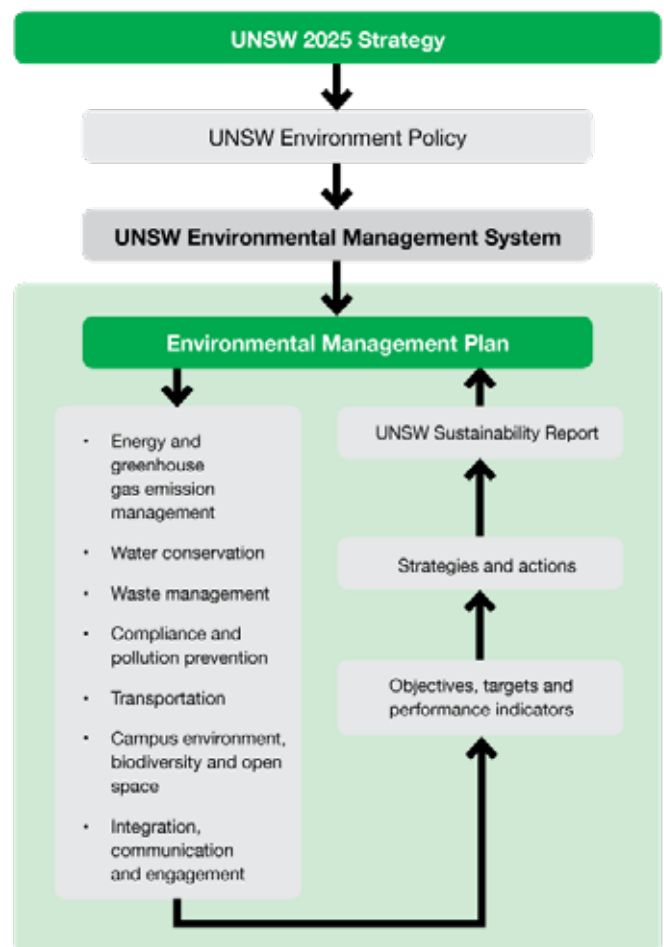 UNSW 2025 Strategy
UNSW Environment Policy
UNSW Environmental Management System
Environmental Management Plan
• Energy and
greenhouse
gas emission
management
• Water conservation
• Waste management
• Compliance and
pollution prevention
• Transportation
• Campus environment,
biodiversity and open
space
• Integration,
communication
and engagement
UNSW Sustainability Report
Strategies and actions
Objectives, targets and
performance indicators